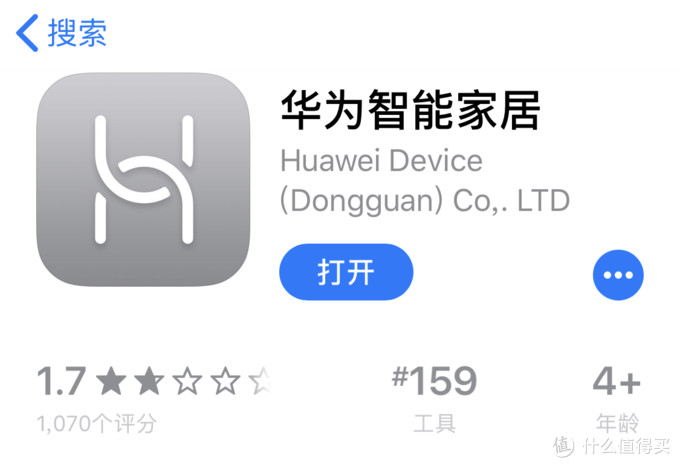 搜索
华为智能家居
Huawei Device
(Dongguan) Co,. LTD
打开
1.7 #159 4+
1,070个评分 工具 年龄
值 什么值得买